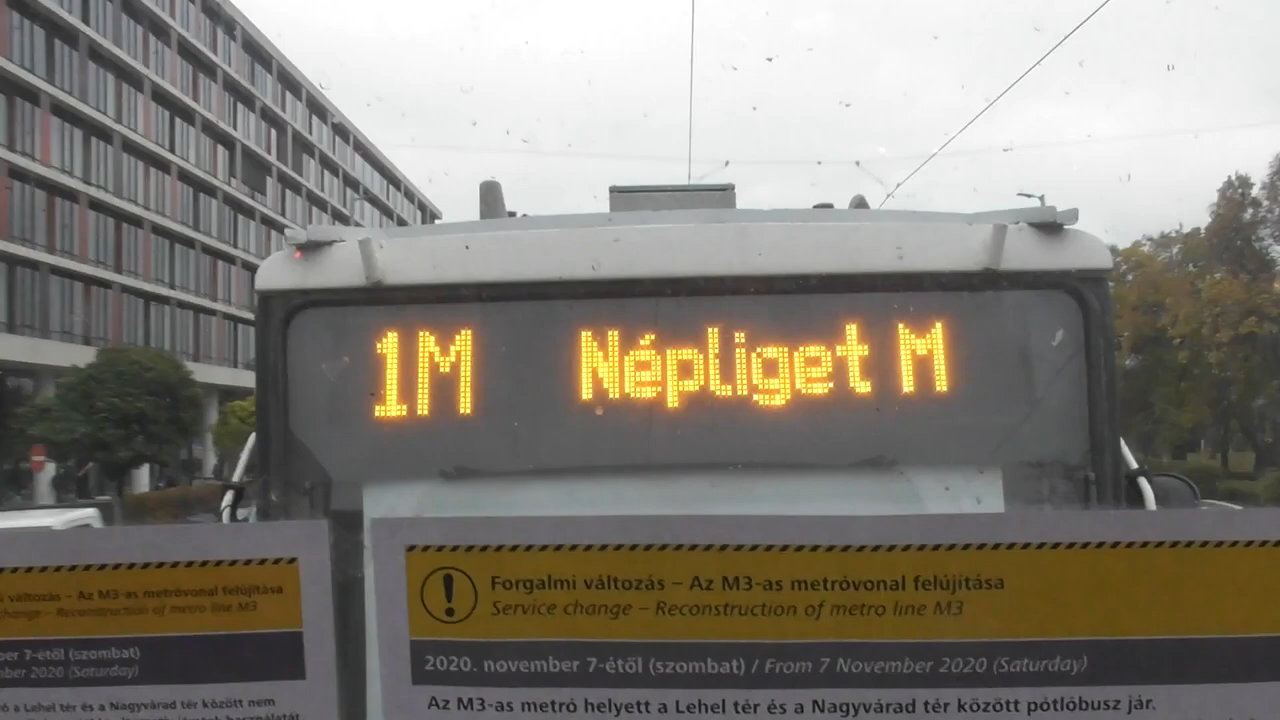 1M Népliget M
Forgalmi változás – Az M3-as metróvonal felújítása
Service change – Reconstruction of metro line M3
2020. november 7-étől (szombat) / From 7 November 2020 (Saturday)
Az M3-as metró helyett a Lehel tér és a Nagyvárad tér között pótlóbusz jár.
változás – Az M3-as metróvonal felújítása
change – Reconstruction of metro line M3
7-étől (szombat)
2020 (Saturday)
a Lehel tér és a Nagyvárad tér között nem